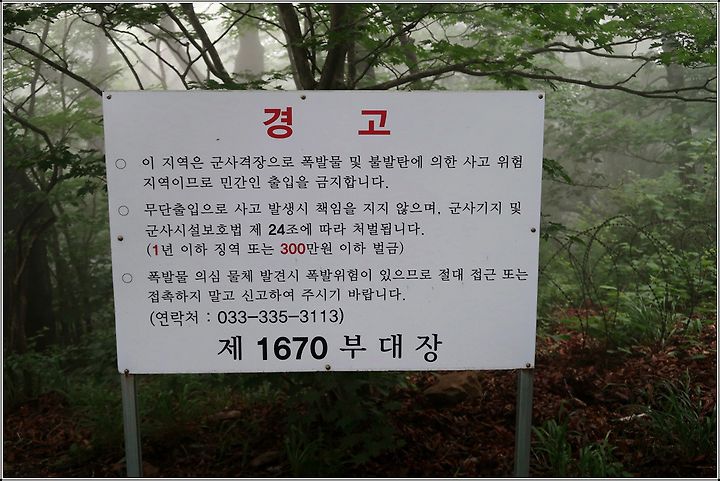 경 고
○ 이 지역은 군사격장으로 폭발물 및 불발탄에 의한 사고 위험
지역이므로 민간인 출입을 금지합니다.
○ 무단출입으로 사고 발생시 책임을 지지 않으며, 군사기지 및
군사시설보호법 제 24조에 따라 처벌됩니다.
(1년 이하 징역 또는 300만원 이하 벌금)
○ 폭발물 의심 물체 발견시 폭발위험이 있으므로 절대 접근 또는
접촉하지 말고 신고하여 주시기 바랍니다.
(연락처 : 033-335-3113)
제 1670 부 대 장